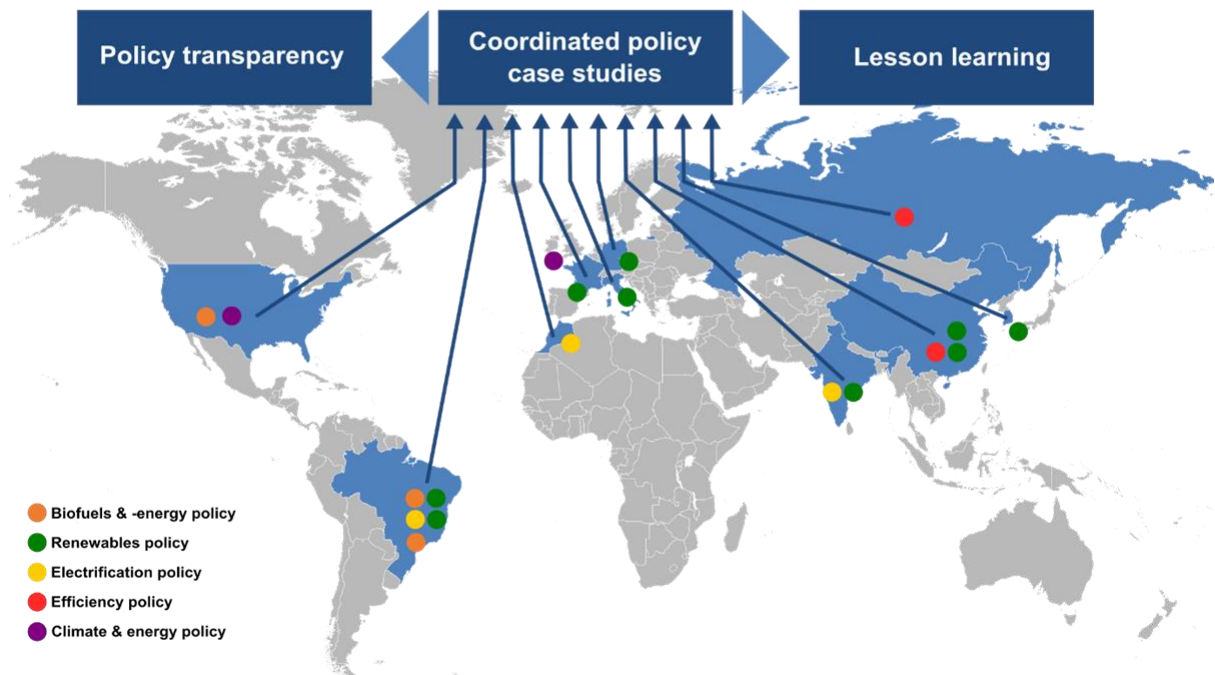 Policy transparency
Coordinated policy
case studies
Lesson learning
Biofuels & -energy policy
Renewables policy
Electrification policy
Efficiency policy
Climate & energy policy